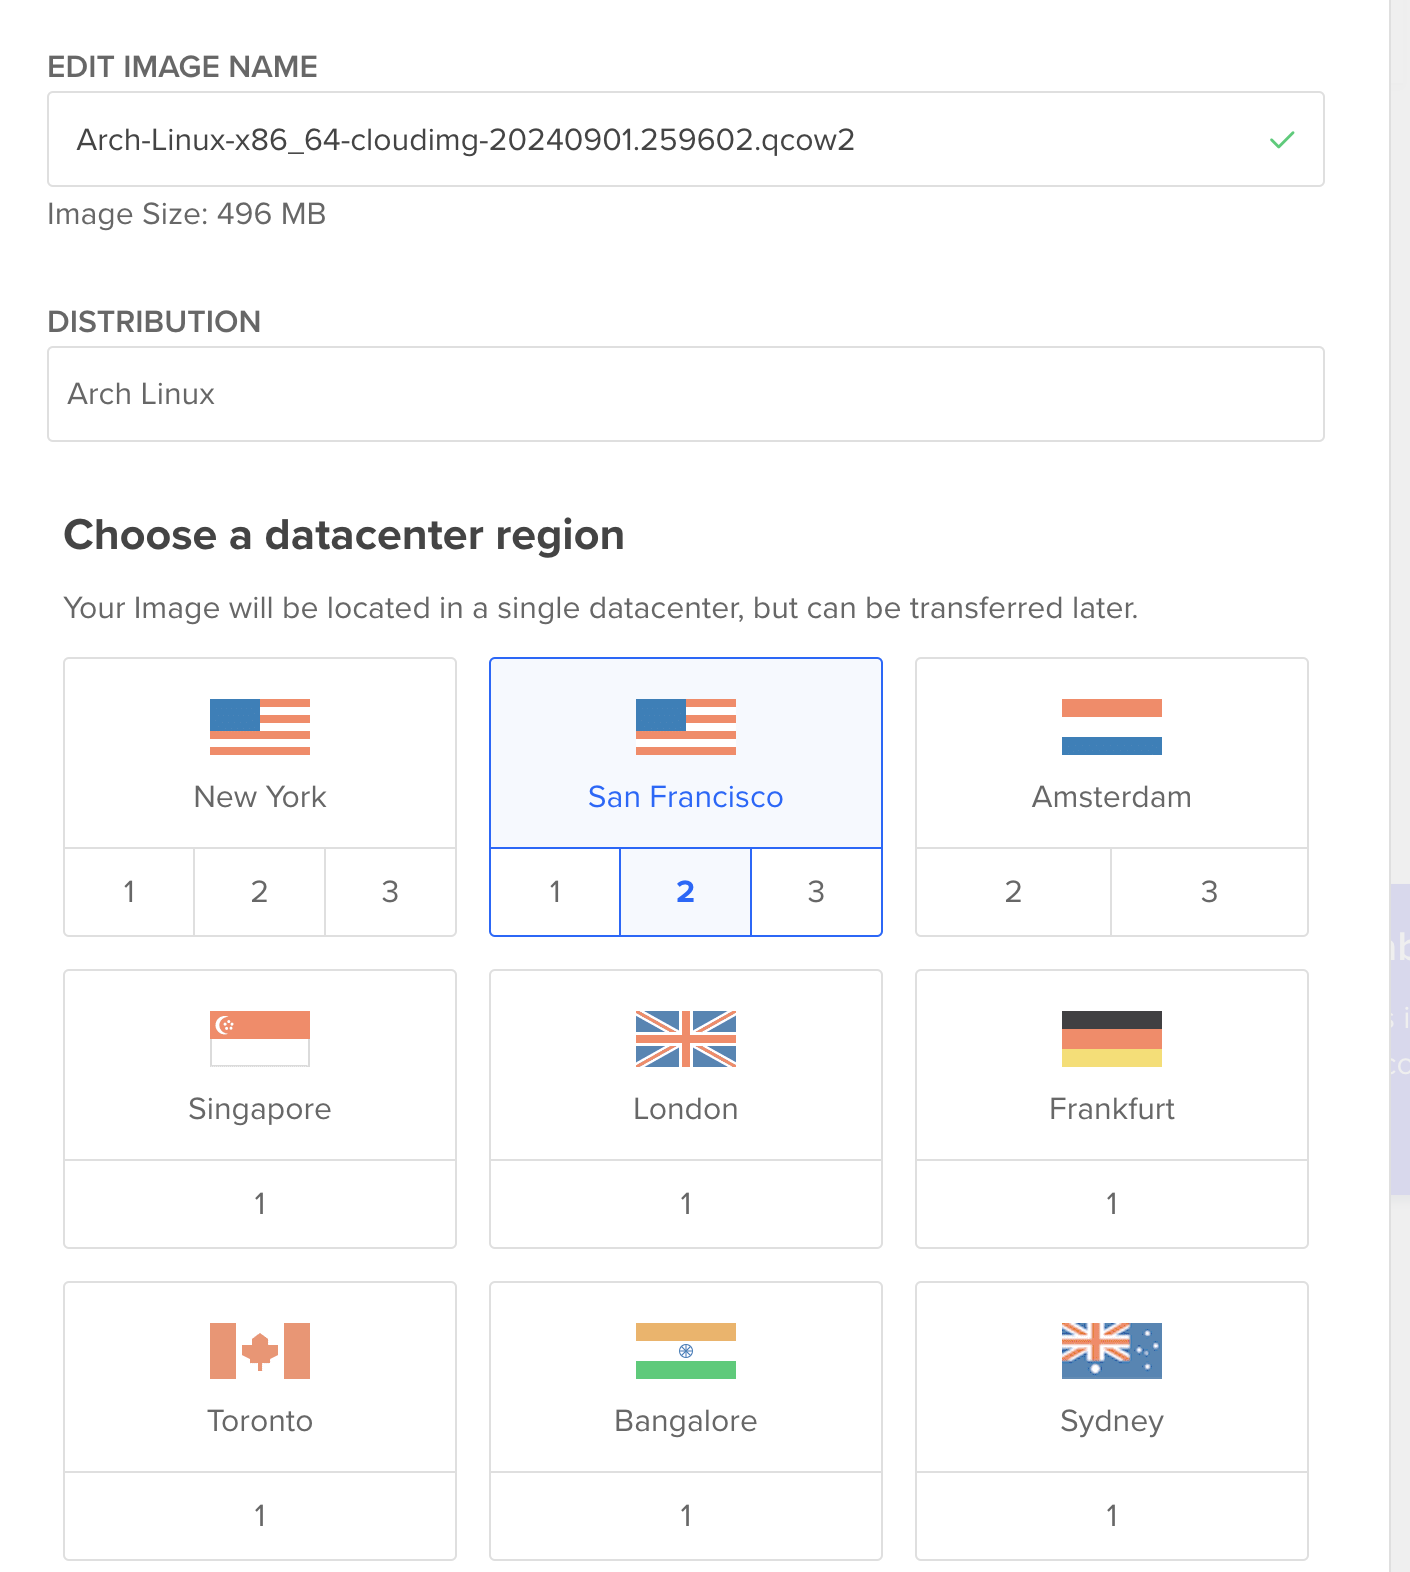 EDIT IMAGE NAME
Arch-Linux-x86_64-cloudimg-20240901.259602.qcow2
Image Size: 496 MB
DISTRIBUTION
Arch Linux
Choose a datacenter region
Your Image will be located in a single datacenter, but can be transferred later.
New York
San Francisco
Amsterdam
1 2 3
1 2 3
2 3
Singapore
London
Frankfurt
1
1
1
Toronto
Bangalore
Sydney
1
1
1